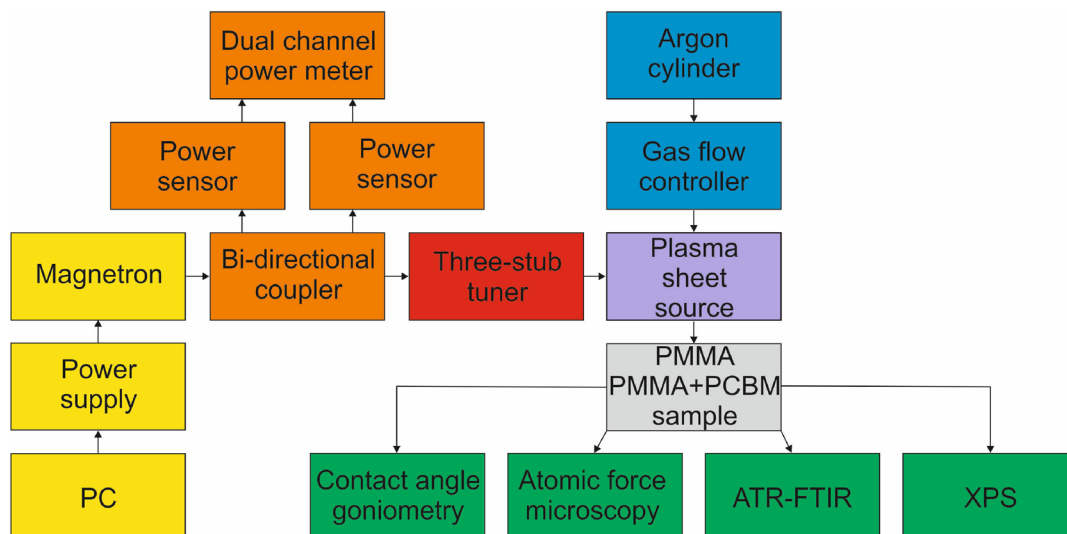 Dual channel
power meter
Argon
cylinder
Power
sensor
Power
sensor
Gas flow
controller
Magnetron
Bi-directional
coupler
Three-stub
tuner
Plasma
sheet
source
Power
supply
PMMA
PMMA+PCBM
sample
PC
Contact angle
goniometry
Atomic force
microscopy
ATR-FTIR
XPS